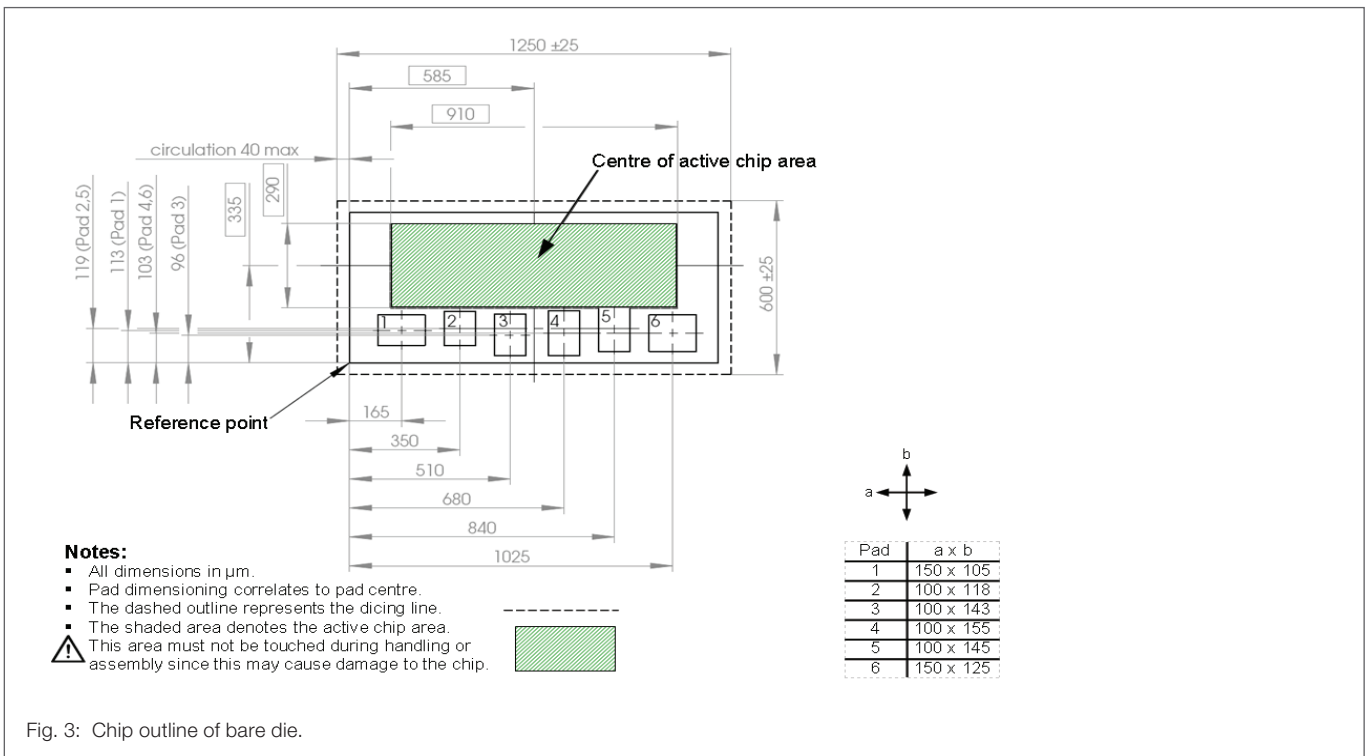 1250 ±25
585
910
circulation 40 max
Centre of active chip area
119 (Pad 2,5)
113 (Pad 1)
103 (Pad 4,6)
96 (Pad 3)
335
290
600 ±25
1
2
3
4
5
6
Reference point
165
350
510
680
840
1025
b
a
Notes:
▪ All dimensions in µm.
▪ Pad dimensioning correlates to pad centre.
▪ The dashed outline represents the dicing line.
▪ The shaded area denotes the active chip area.
! This area must not be touched during handling or
assembly since this may cause damage to the chip.
Pad a x b
1 150 x 105
2 100 x 118
3 100 x 143
4 100 x 155
5 100 x 145
6 150 x 125
Fig. 3: Chip outline of bare die.